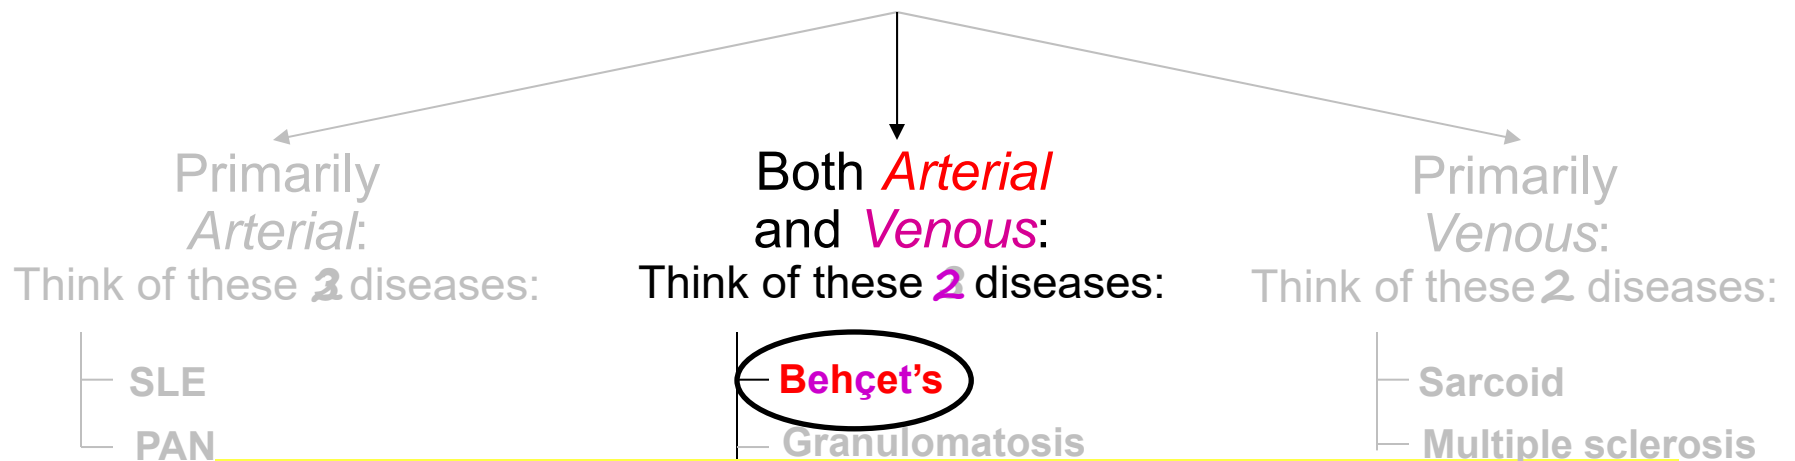 Primarily
Arterial:
Think of these 2 diseases:
SLE
PAN
Both Arterial
and Venous:
Think of these 2 diseases:
Behçet's
Granulomatosis
Primarily
Venous:
Think of these 2 diseases:
Sarcoid
Multiple sclerosis